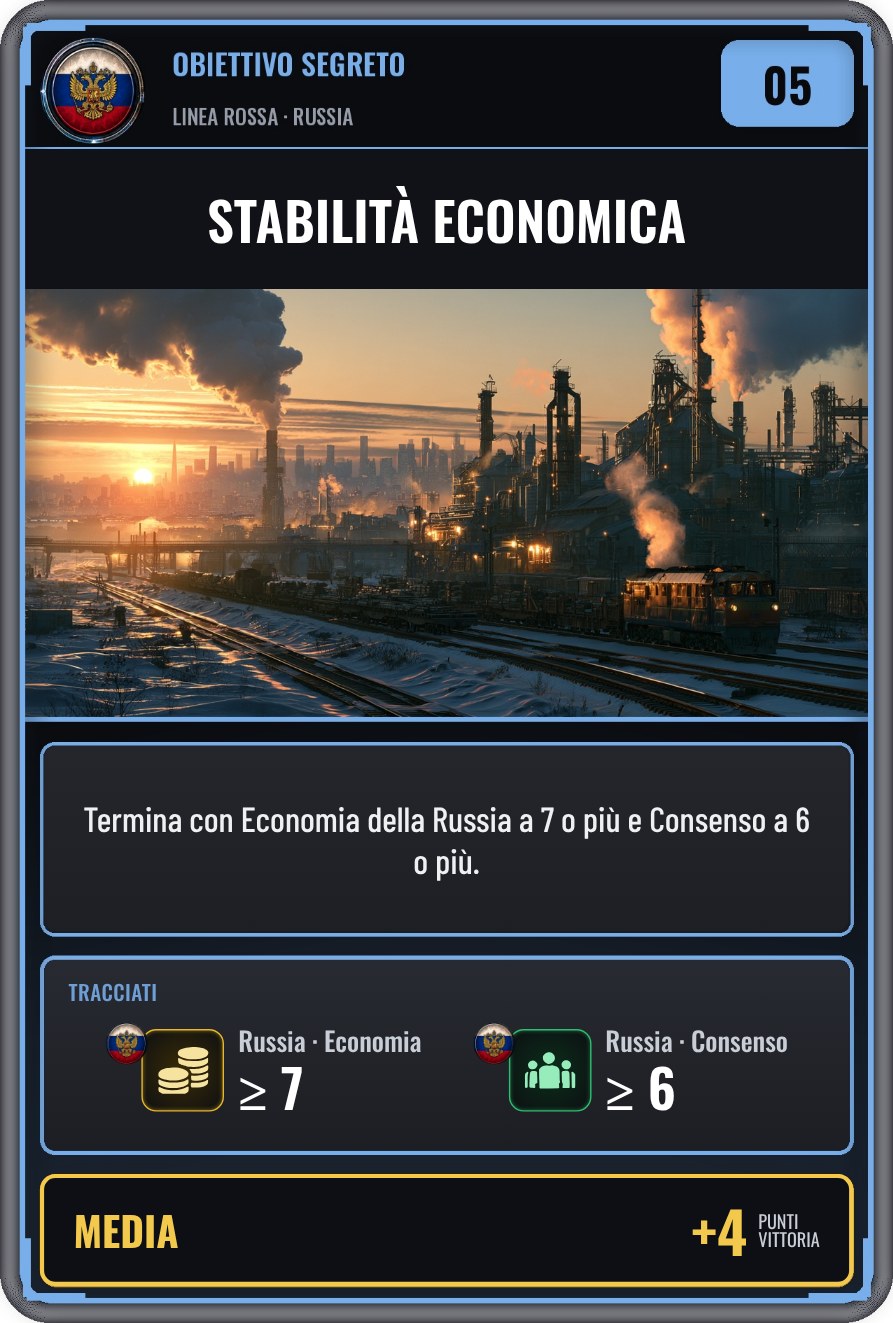 OBIETTIVO SEGRETO
LINEA ROSSA · RUSSIA
05
STABILITÀ ECONOMICA
Termina con Economia della Russia a 7 o più e Consenso a 6
o più.
TRACCIATI
Russia · Economia
≥ 7
Russia · Consenso
≥ 6
MEDIA
+4
PUNTI
VITTORIA